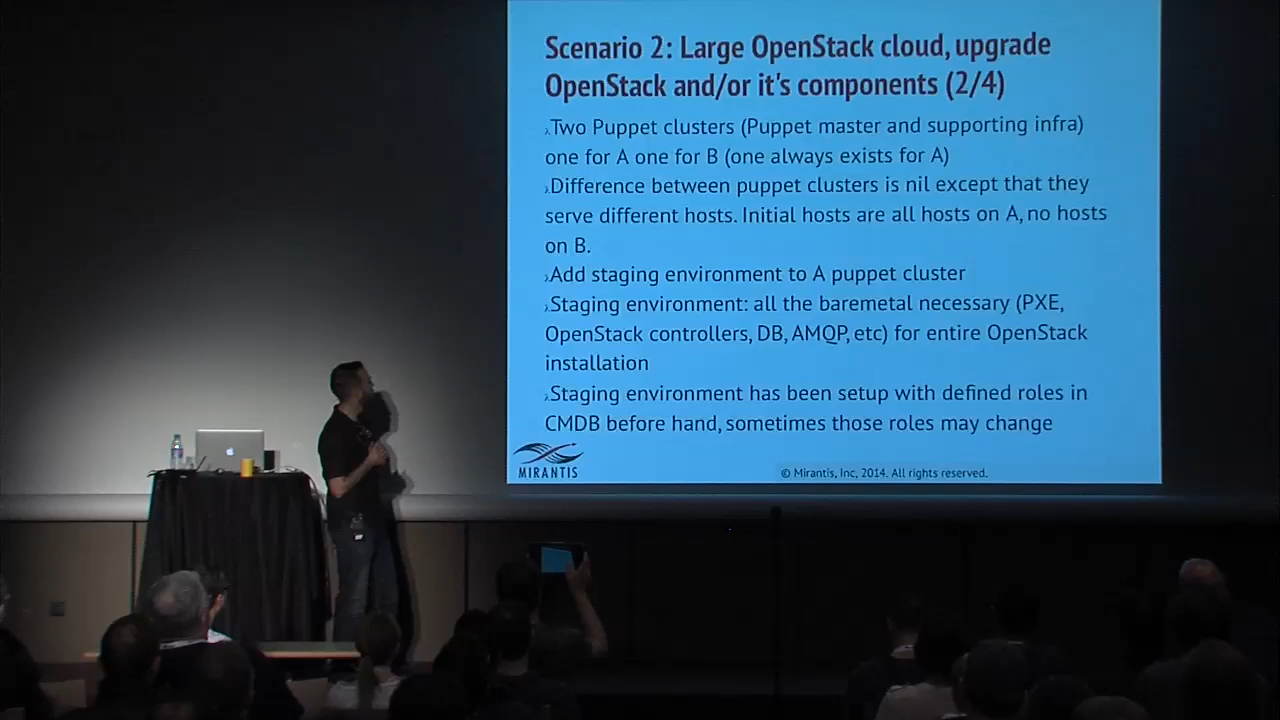 Scenario 2: Large OpenStack cloud, upgrade
OpenStack and/or it's components (2/4)
Two Puppet clusters (Puppet master and supporting infra)
one for A one for B (one always exists for A)
Difference between puppet clusters is nil except that they
serve different hosts. Initial hosts are all hosts on A, no hosts
on B.
Add staging environment to A puppet cluster
Staging environment: all the baremetal necessary (PXE,
OpenStack controllers, DB, AMQP, etc) for entire OpenStack
installation
Staging environment has been setup with defined roles in
CMDB before hand, sometimes those roles may change
MIRANTIS
© Mirantis, Inc, 2014. All rights reserved.